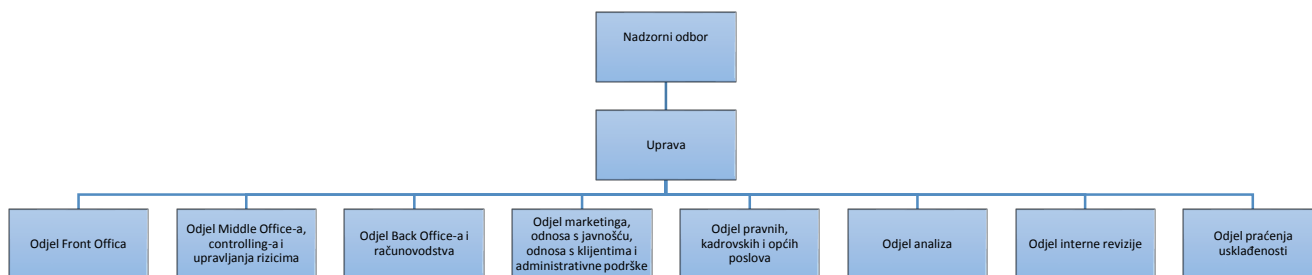 Nadzorni odbor
Uprava
Odjel Front Offica
Odjel Middle Office-a,
controlling-a i
upravljanja rizicima
Odjel Back Office-a i
računovodstva
Odjel marketinga,
odnosa s javnošću,
odnosa s klijentima i
administrativne podrške
Odjel pravnih,
kadrovskih i općih
poslova
Odjel analiza
Odjel interne revizije
Odjel praćenja
usklađenosti